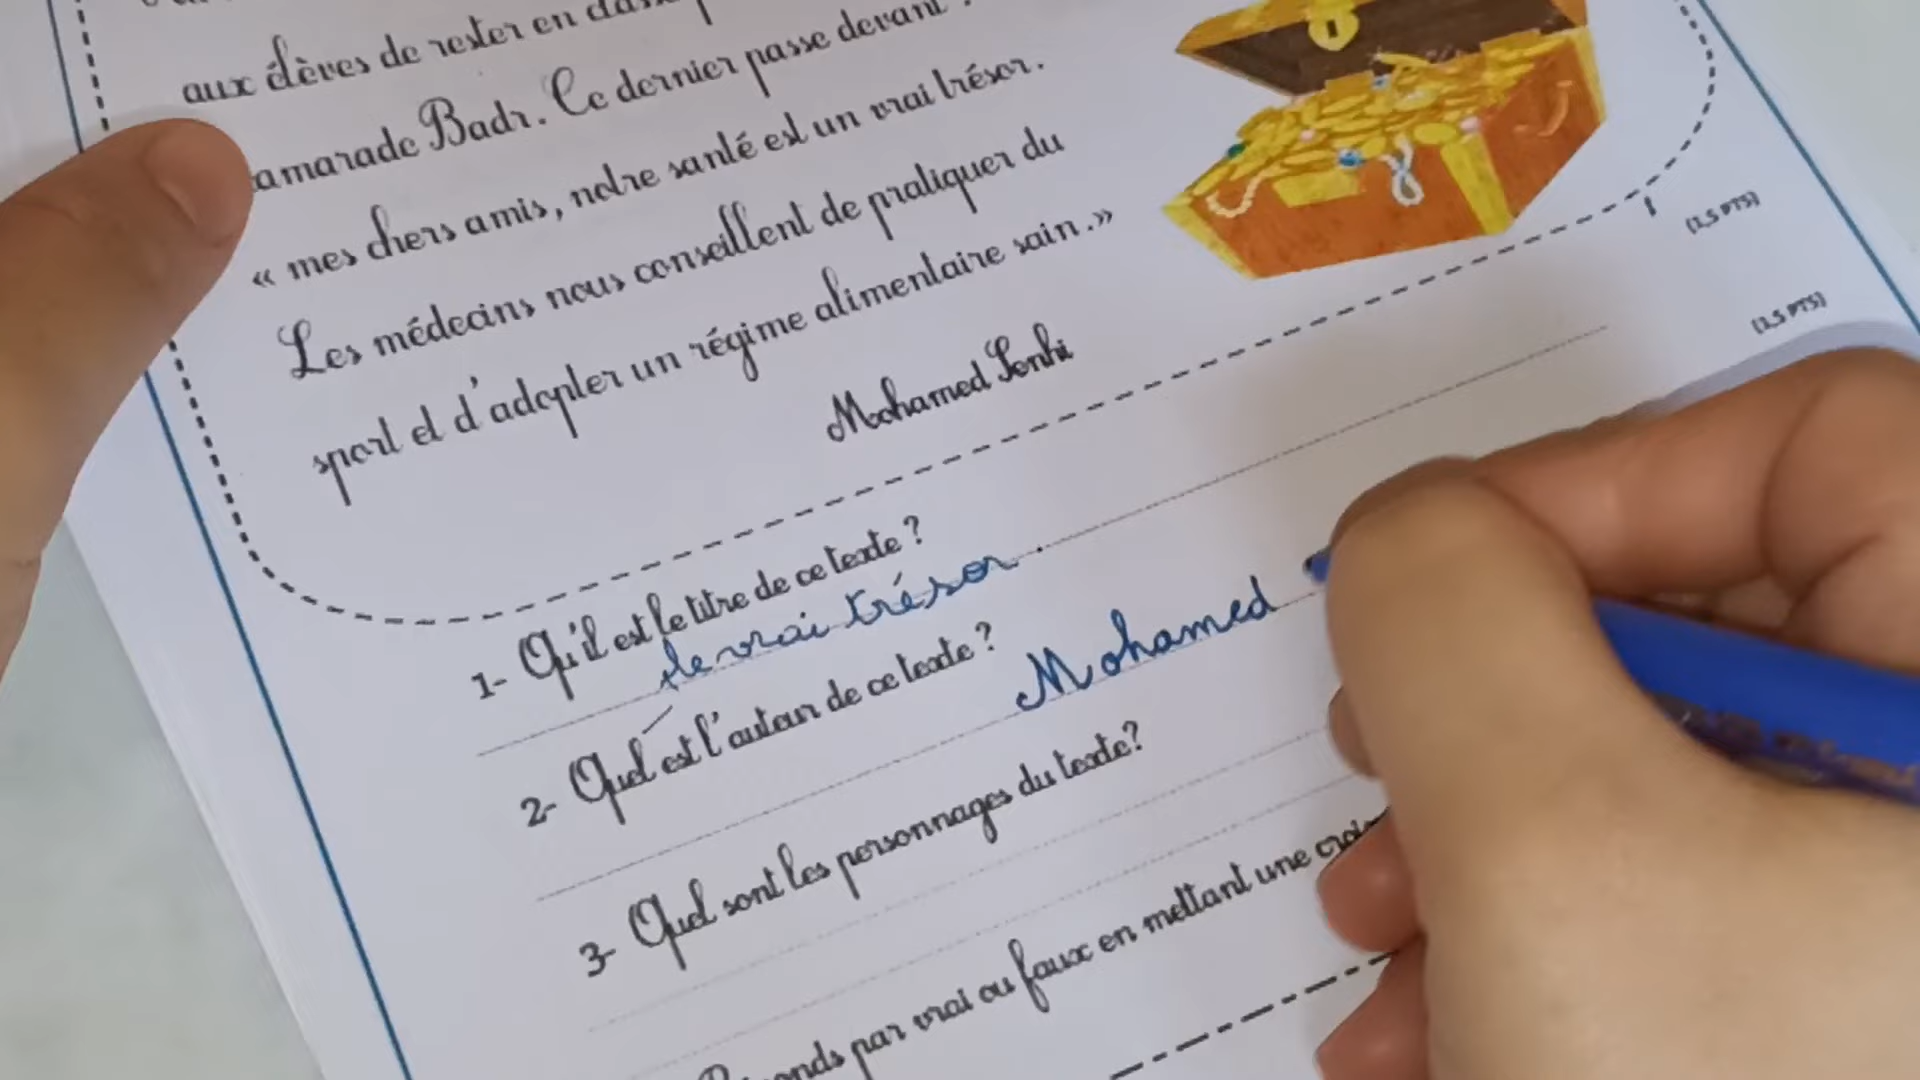 aux élèves de rester en
camarade Badr. Ce dernier passe devant
« mes chers amis, notre santé est un vrai trésor.
Les médecins nous conseillent de pratiquer du
sport et d'adopter un régime alimentaire sain.»
Mohamed Sonhi
(1,5 PTS)
1- Qu'il est le titre de ce texte ?
le vrai trésor.
(1,5 PTS)
2- Quel est l'auteur de ce texte ?
Mohamed
3- Quel sont les personnages du texte?
par vrai ou faux en mettant une